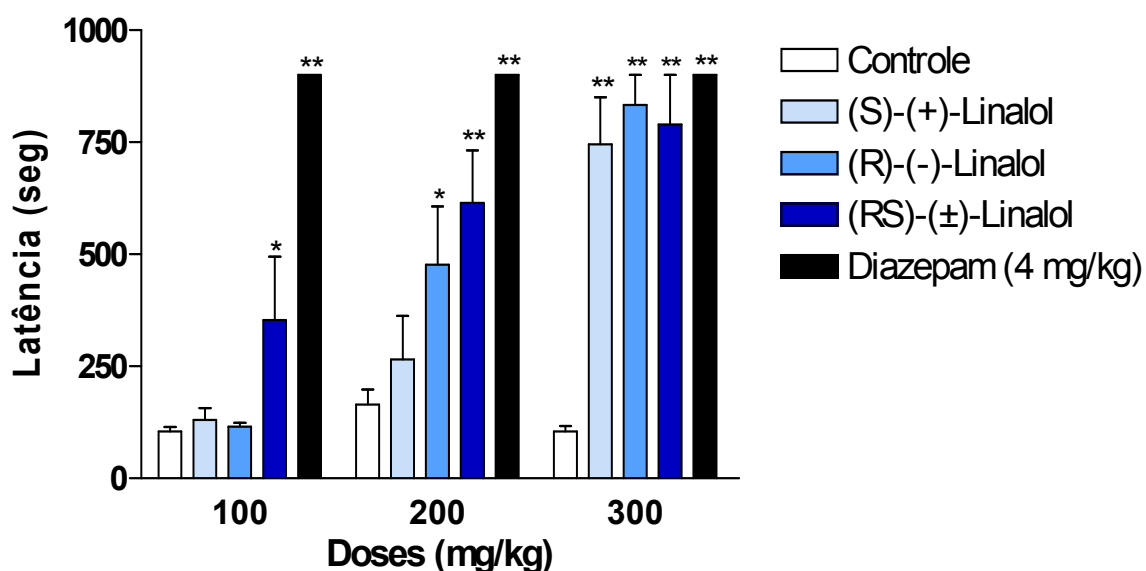 1000
750
500
250
0
Latência (seg)
** ** ** ** ** **
* ** * **
100 200 300
Doses (mg/kg)
Controle
(S)-(+)-Linalol
(R)-(-)-Linalol
(RS)-(±)-Linalol
Diazepam (4 mg/kg)